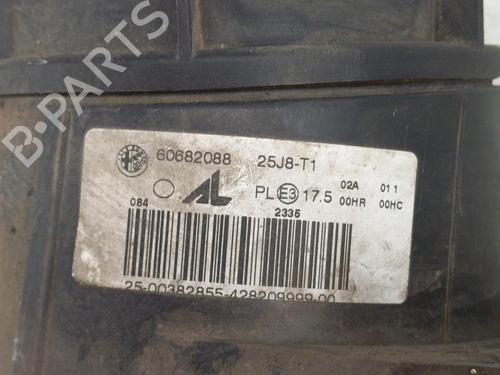 60682088 25J8-T1
AL PL E3 17.5 02A 011
00HR 00HC
084 2335
25-00382855-428209999-00
B-PARTS